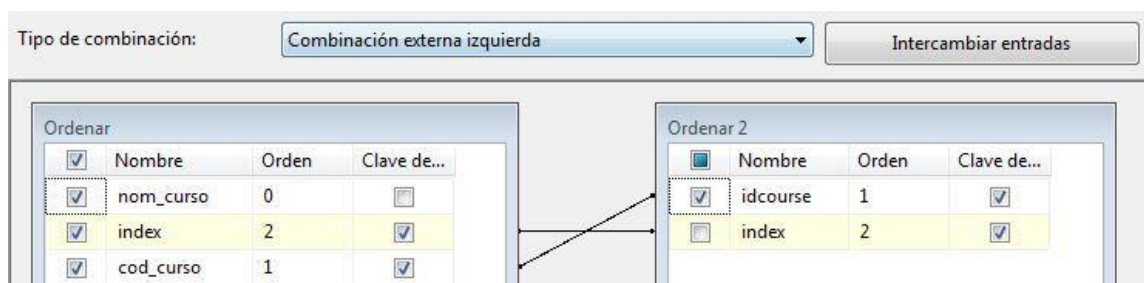 Tipo de combinación: Combinación externa izquierda Intercambiar entradas
Ordenar
Nombre Orden Clave de...
nom_curso 0
index 2
cod_curso 1
Ordenar 2
Nombre Orden Clave de...
idcourse 1
index 2